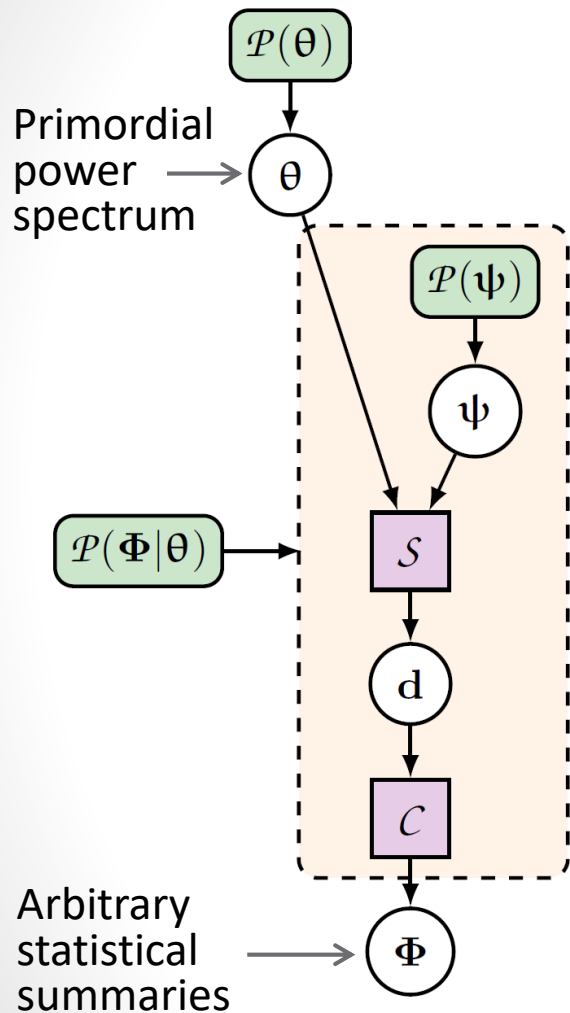 𝒫(θ)
Primordial
power
spectrum
θ
𝒫(ψ)
ψ
𝒫(Φ|θ)
𝒮
d
𝒞
Arbitrary
statistical
summaries
Φ